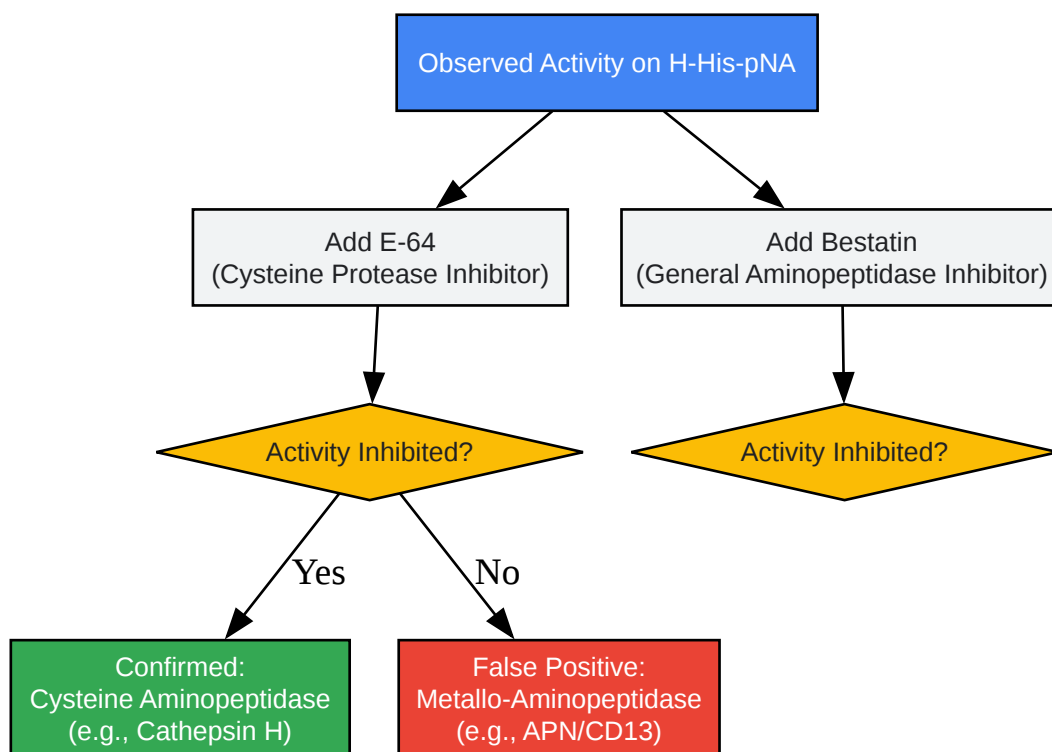 Observed Activity on H-His-pNA
Add E-64
(Cysteine Protease Inhibitor)
Add Bestatin
(General Aminopeptidase Inhibitor)
Activity Inhibited?
Activity Inhibited?
Yes
No
Confirmed:
Cysteine Aminopeptidase
(e.g., Cathepsin H)
False Positive:
Metallo-Aminopeptidase
(e.g., APN/CD13)